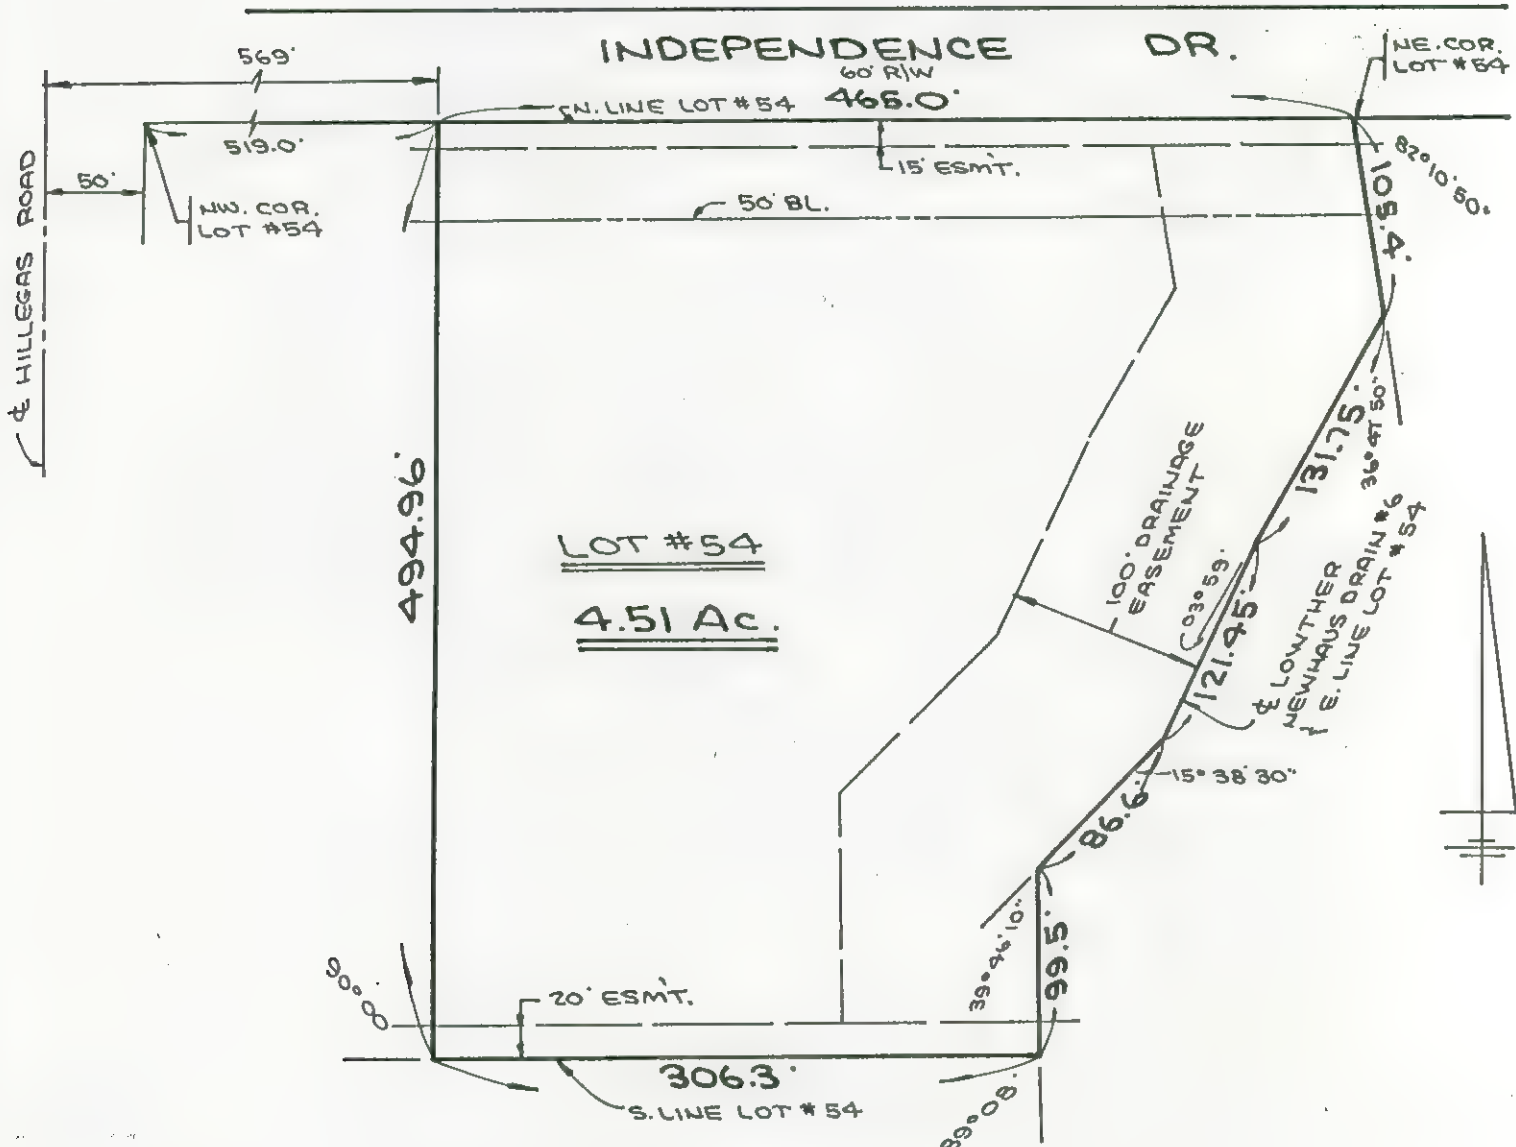 INDEPENDENCE DR.
60' R/W
465.0'
569'
N. LINE LOT #54
NE. COR.
LOT #54
519.0'
50'
NW. COR.
LOT #54
15' ESM'T.
50' BL.
82° 10' 50"
105.4'
℄ HILLEGAS ROAD
494.96'
LOT #54
4.51 Ac.
131.75'
36° 47' 50"
100' DRAINAGE
EASEMENT
03° 59'
121.45'
℄ LOWTHER
NEWHAUS DRAIN #6
E. LINE LOT #54
15° 38' 30"
86.6'
39° 46' 10"
99.5'
90° 00'
20' ESM'T.
306.3'
S. LINE LOT #54
89° 08'